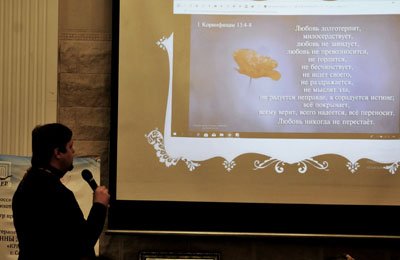 1 Коринфянам 13:4-8
Любовь долготерпит,
милосердствует,
любовь не завидует,
любовь не превозносится,
не гордится,
не бесчинствует,
не ищет своего,
не раздражается,
не мыслит зла,
не радуется неправде, а сорадуется истине;
всё покрывает,
всему верит, всего надеется, всё переносит.
Любовь никогда не перестаёт.